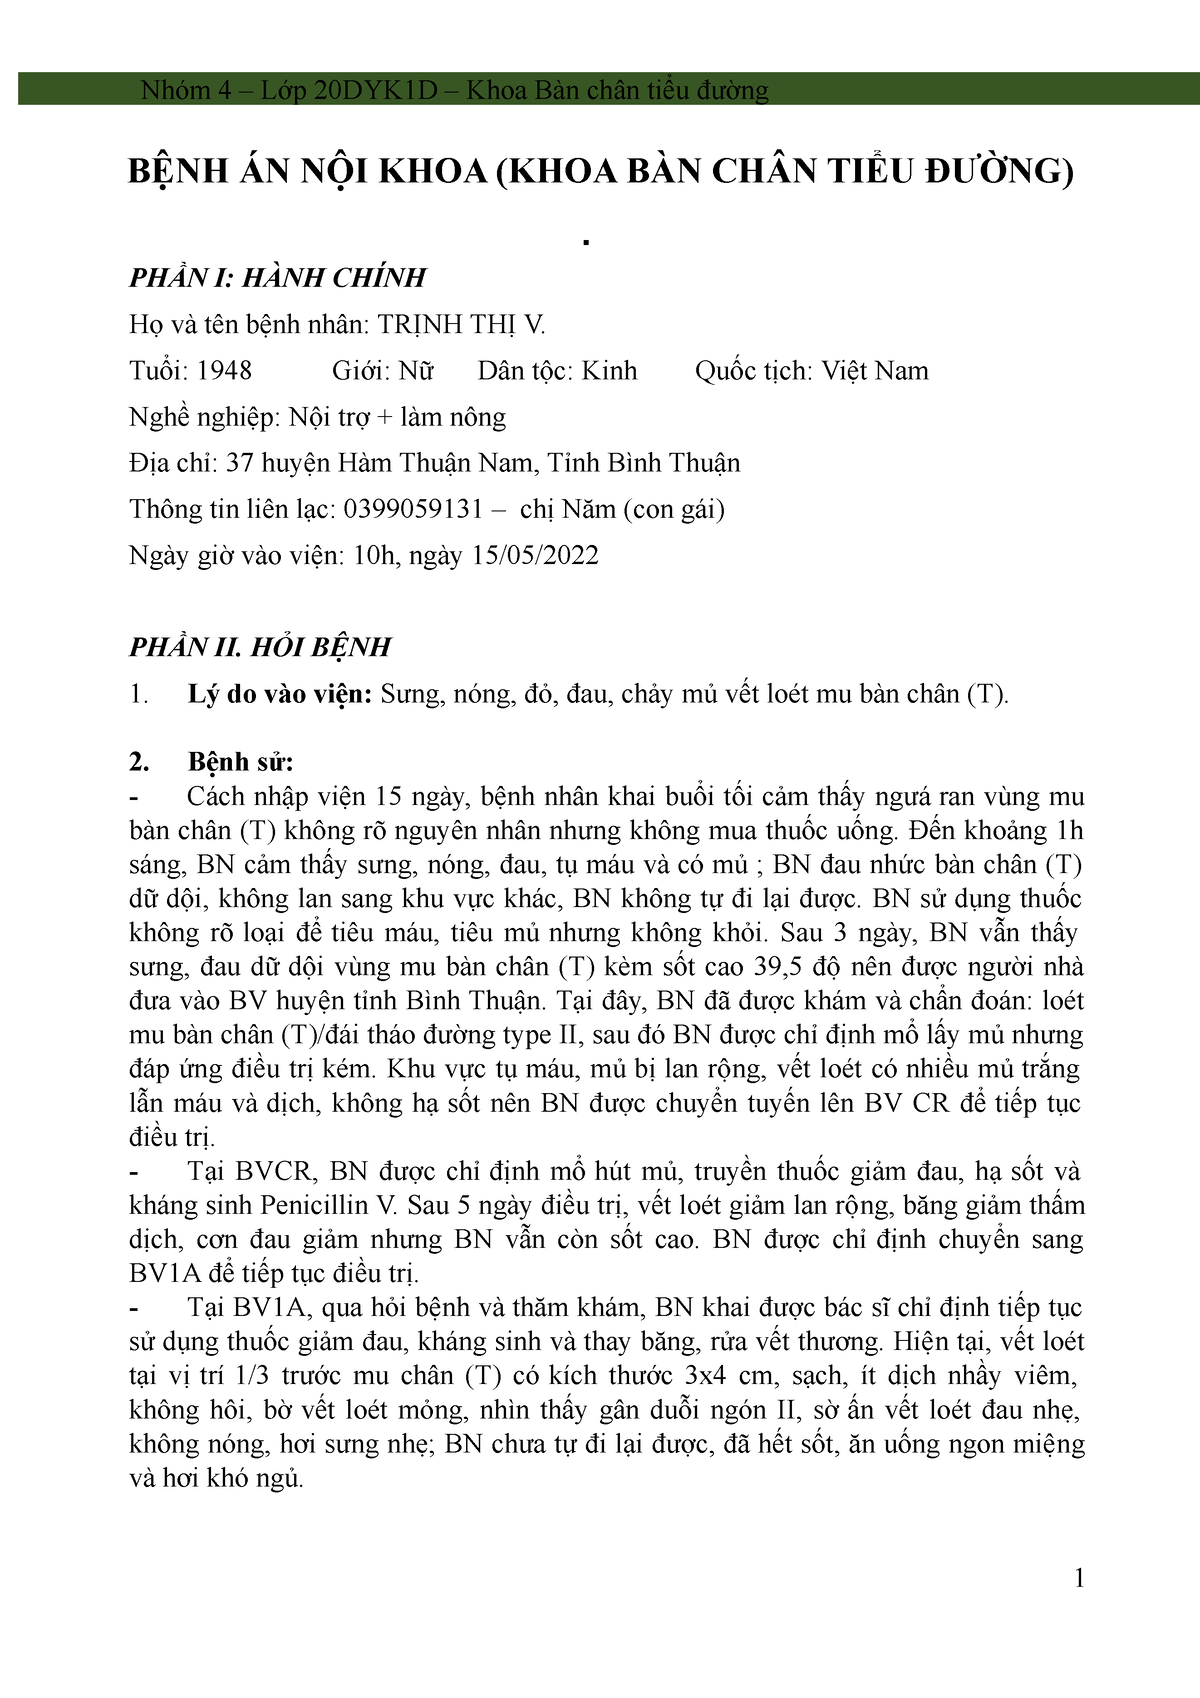 Nhóm 4 – Lớp 20DYK1D – Khoa Bàn chân tiểu đường
BỆNH ÁN NỘI KHOA (KHOA BÀN CHÂN TIỂU ĐƯỜNG)
PHẦN I: HÀNH CHÍNH
Họ và tên bệnh nhân: TRỊNH THỊ V.
Tuổi: 1948 Giới: Nữ Dân tộc: Kinh Quốc tịch: Việt Nam
Nghề nghiệp: Nội trợ + làm nông
Địa chỉ: 37 huyện Hàm Thuận Nam, Tỉnh Bình Thuận
Thông tin liên lạc: 0399059131 – chị Năm (con gái)
Ngày giờ vào viện: 10h, ngày 15/05/2022
PHẦN II. HỎI BỆNH
1. Lý do vào viện: Sưng, nóng, đỏ, đau, chảy mủ vết loét mu bàn chân (T).
2. Bệnh sử:
- Cách nhập viện 15 ngày, bệnh nhân khai buổi tối cảm thấy ngưá ran vùng mu
bàn chân (T) không rõ nguyên nhân nhưng không mua thuốc uống. Đến khoảng 1h
sáng, BN cảm thấy sưng, nóng, đau, tụ máu và có mủ ; BN đau nhức bàn chân (T)
dữ dội, không lan sang khu vực khác, BN không tự đi lại được. BN sử dụng thuốc
không rõ loại để tiêu máu, tiêu mủ nhưng không khỏi. Sau 3 ngày, BN vẫn thấy
sưng, đau dữ dội vùng mu bàn chân (T) kèm sốt cao 39,5 độ nên được người nhà
đưa vào BV huyện tỉnh Bình Thuận. Tại đây, BN đã được khám và chẩn đoán: loét
mu bàn chân (T)/đái tháo đường type II, sau đó BN được chỉ định mổ lấy mủ nhưng
đáp ứng điều trị kém. Khu vực tụ máu, mủ bị lan rộng, vết loét có nhiều mủ trắng
lẫn máu và dịch, không hạ sốt nên BN được chuyển tuyến lên BV CR để tiếp tục
điều trị.
- Tại BVCR, BN được chỉ định mổ hút mủ, truyền thuốc giảm đau, hạ sốt và
kháng sinh Penicillin V. Sau 5 ngày điều trị, vết loét giảm lan rộng, băng giảm thấm
dịch, cơn đau giảm nhưng BN vẫn còn sốt cao. BN được chỉ định chuyển sang
BV1A để tiếp tục điều trị.
- Tại BV1A, qua hỏi bệnh và thăm khám, BN khai được bác sĩ chỉ định tiếp tục
sử dụng thuốc giảm đau, kháng sinh và thay băng, rửa vết thương. Hiện tại, vết loét
tại vị trí 1/3 trước mu chân (T) có kích thước 3x4 cm, sạch, ít dịch nhầy viêm,
không hôi, bờ vết loét mỏng, nhìn thấy gân duỗi ngón II, sờ ấn vết loét đau nhẹ,
không nóng, hơi sưng nhẹ; BN chưa tự đi lại được, đã hết sốt, ăn uống ngon miệng
và hơi khó ngủ.
1